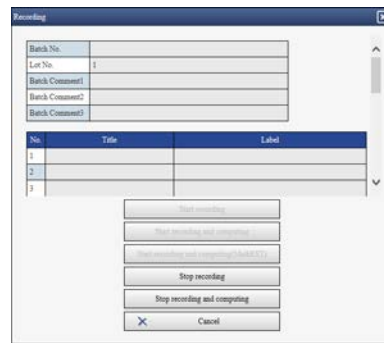 Recording
Batch No.
Lot No. 1
Batch Comment1
Batch Comment2
Batch Comment3
No. Title Label
1
2
3
Start recording
Start recording and computing
Stop recording
Stop recording and computing
Cancel